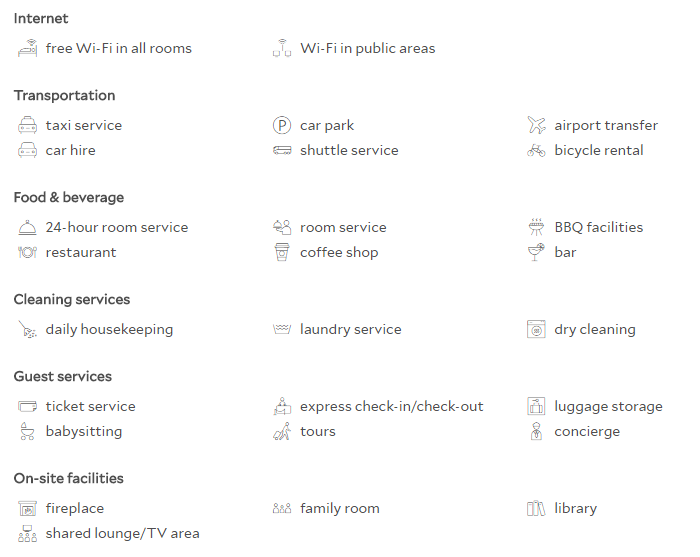 Internet
free Wi-Fi in all rooms Wi-Fi in public areas
Transportation
taxi service car park airport transfer
car hire shuttle service bicycle rental
Food & beverage
24-hour room service room service BBQ facilities
restaurant coffee shop bar
Cleaning services
daily housekeeping laundry service dry cleaning
Guest services
ticket service express check-in/check-out luggage storage
babysitting tours concierge
On-site facilities
fireplace family room library
shared lounge/TV area